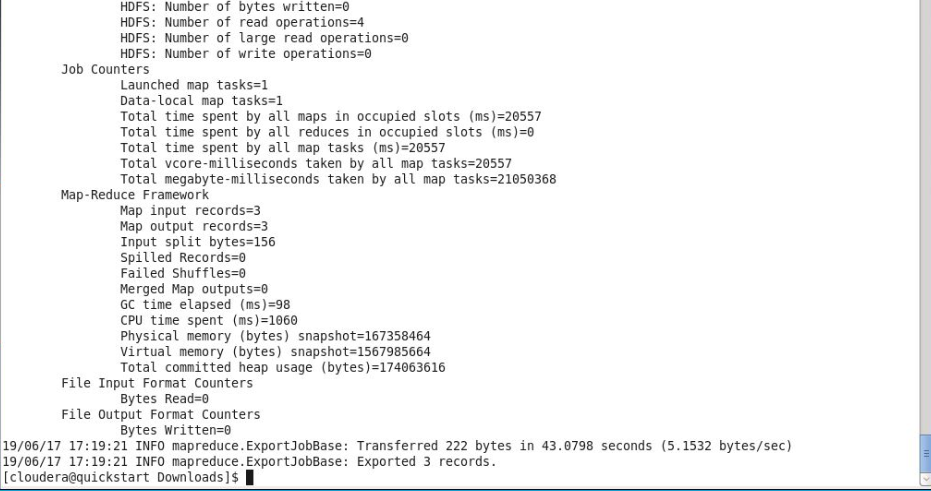 HDFS: Number of bytes written=0
HDFS: Number of read operations=4
HDFS: Number of large read operations=0
HDFS: Number of write operations=0
Job Counters
Launched map tasks=1
Data-local map tasks=1
Total time spent by all maps in occupied slots (ms)=20557
Total time spent by all reduces in occupied slots (ms)=0
Total time spent by all map tasks (ms)=20557
Total vcore-milliseconds taken by all map tasks=20557
Total megabyte-milliseconds taken by all map tasks=21050368
Map-Reduce Framework
Map input records=3
Map output records=3
Input split bytes=156
Spilled Records=0
Failed Shuffles=0
Merged Map outputs=0
GC time elapsed (ms)=98
CPU time spent (ms)=1060
Physical memory (bytes) snapshot=167358464
Virtual memory (bytes) snapshot=1567985664
Total committed heap usage (bytes)=174063616
File Input Format Counters
Bytes Read=0
File Output Format Counters
Bytes Written=0
19/06/17 17:19:21 INFO mapreduce.ExportJobBase: Transferred 222 bytes in 43.0798 seconds (5.1532 bytes/sec)
19/06/17 17:19:21 INFO mapreduce.ExportJobBase: Exported 3 records.
[cloudera@quickstart Downloads]$